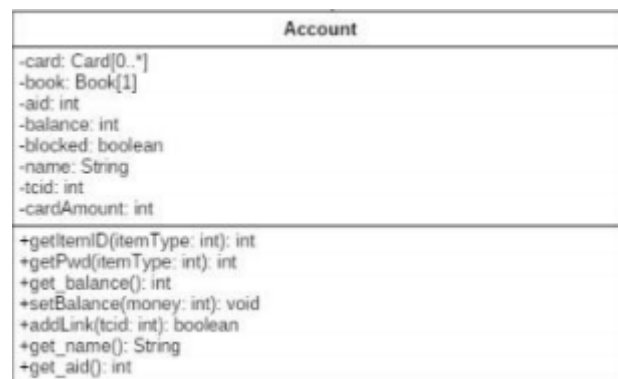 Account
-card: Card[0..*]
-book: Book[1]
-aid: int
-balance: int
-blocked: boolean
-name: String
-tcid: int
-cardAmount: int
+getItemID(itemType: int): int
+getPwd(itemType: int): int
+get_balance(): int
+setBalance(money: int): void
+addLink(tcid: int): boolean
+get_name(): String
+get_aid(): int